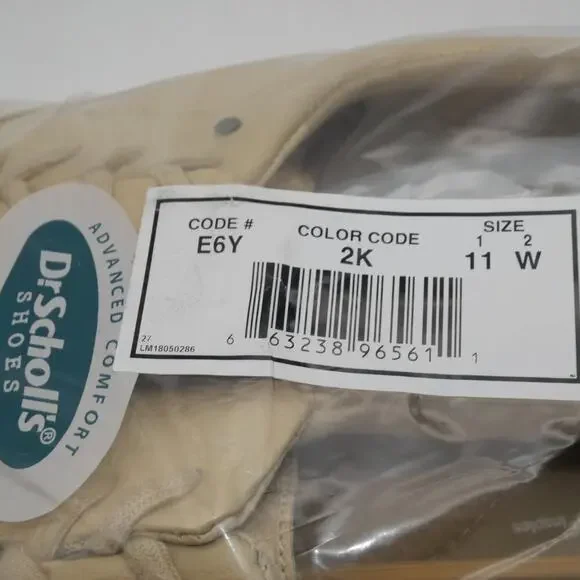 ADVANCED COMFORT
Dr.Scholl's®
SHOES
CODE #
E6Y
COLOR CODE
2K
SIZE
1 2
11 W
27
LM18050286
6 63238 96561 1